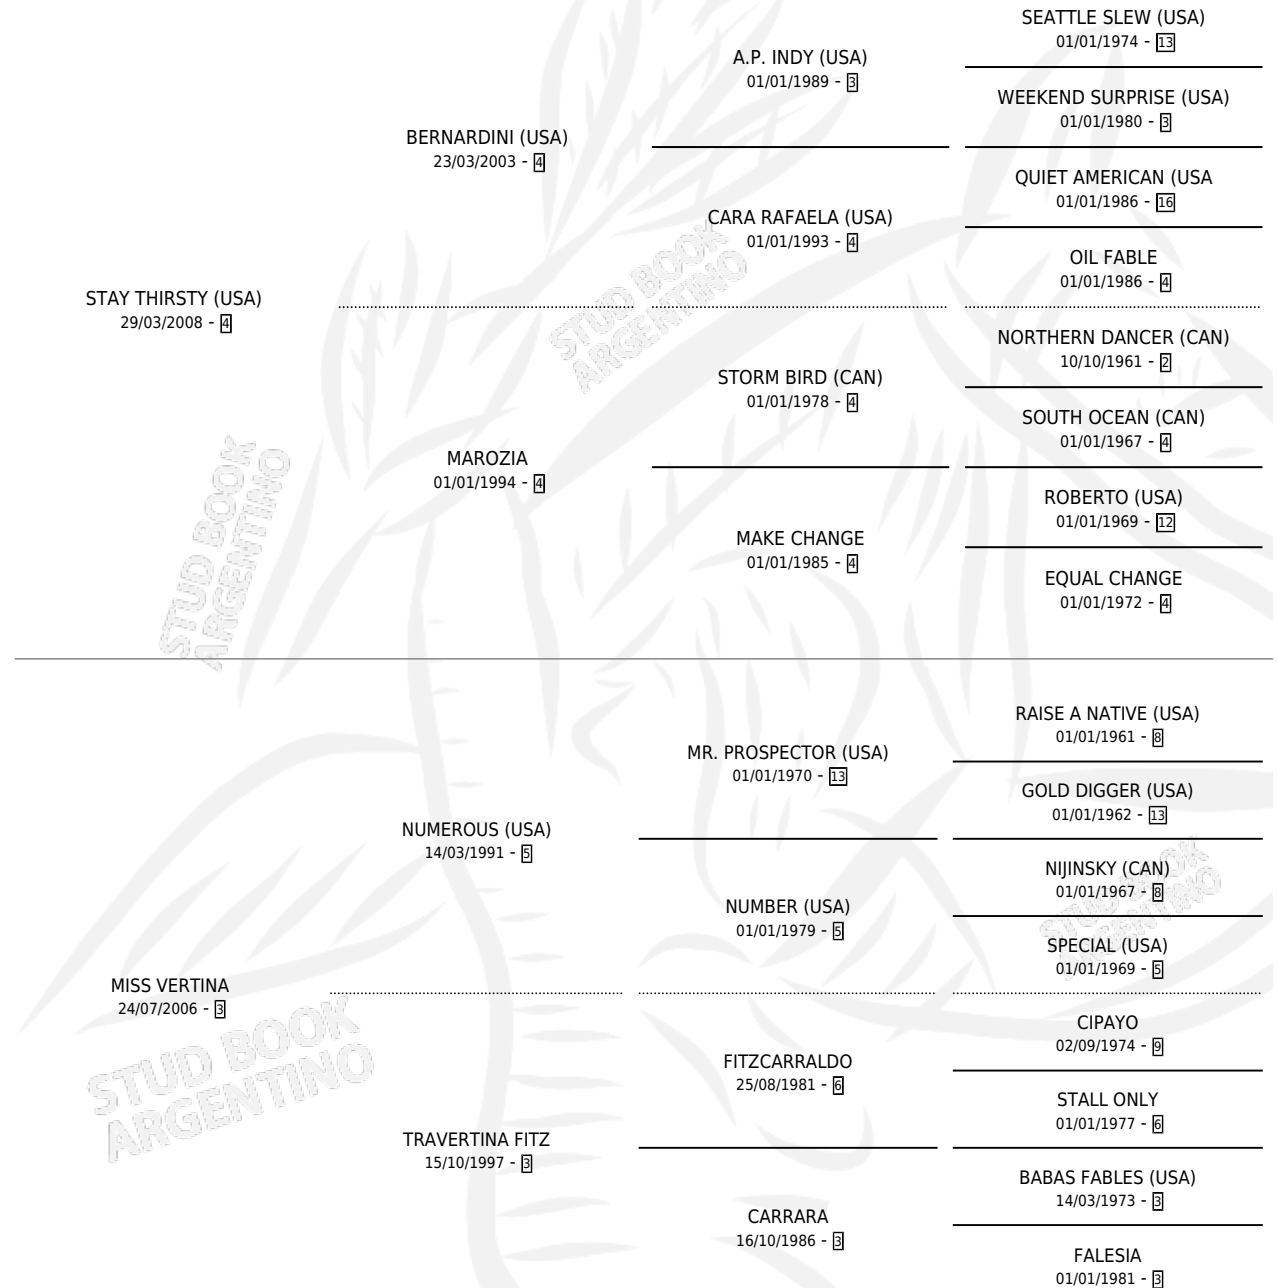 SEATTLE SLEW (USA)
01/01/1974 - 13
A.P. INDY (USA)
01/01/1989 - 3
WEEKEND SURPRISE (USA)
01/01/1980 - 3
BERNARDINI (USA)
23/03/2003 - 4
QUIET AMERICAN (USA
01/01/1986 - 16
CARA RAFAELA (USA)
01/01/1993 - 4
OIL FABLE
01/01/1986 - 4
STAY THIRSTY (USA)
29/03/2008 - 4
STUD BOOK
ARGENTINO
NORTHERN DANCER (CAN)
10/10/1961 - 2
STORM BIRD (CAN)
01/01/1978 - 4
SOUTH OCEAN (CAN)
01/01/1967 - 4
MAROZIA
01/01/1994 - 4
ROBERTO (USA)
01/01/1969 - 12
MAKE CHANGE
01/01/1985 - 4
EQUAL CHANGE
01/01/1972 - 4
STUD BOOK
ARGENTINO
RAISE A NATIVE (USA)
01/01/1961 - 8
MR. PROSPECTOR (USA)
01/01/1970 - 13
GOLD DIGGER (USA)
01/01/1962 - 13
NUMEROUS (USA)
14/03/1991 - 5
NIJINSKY (CAN)
01/01/1967 - 8
STUD BOOK
ARGENTINO
NUMBER (USA)
01/01/1979 - 5
SPECIAL (USA)
01/01/1969 - 5
MISS VERTINA
24/07/2006 - 3
STUD BOOK
ARGENTINO
CIPAYO
02/09/1974 - 9
FITZCARRALDO
25/08/1981 - 6
STALL ONLY
01/01/1977 - 6
TRAVERTINA FITZ
15/10/1997 - 3
BABAS FABLES (USA)
14/03/1973 - 3
CARRARA
16/10/1986 - 3
FALESIA
01/01/1981 - 3